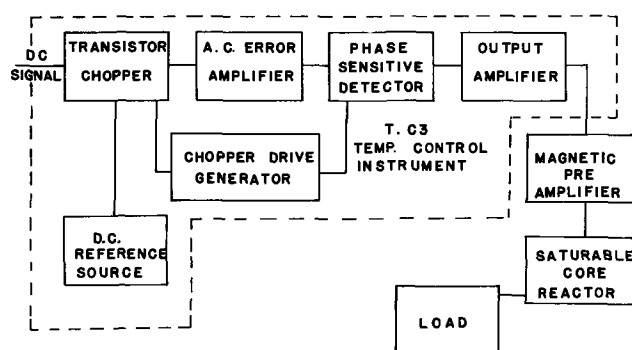 DC
SIGNAL
TRANSISTOR
CHOPPER
A.C. ERROR
AMPLIFIER
PHASE
SENSITIVE
DETECTOR
OUTPUT
AMPLIFIER
CHOPPER DRIVE
GENERATOR
T. C3
TEMP. CONTROL
INSTRUMENT
MAGNETIC
PRE
AMPLIFIER
D.C.
REFERENCE
SOURCE
SATURABLE
CORE
REACTOR
LOAD